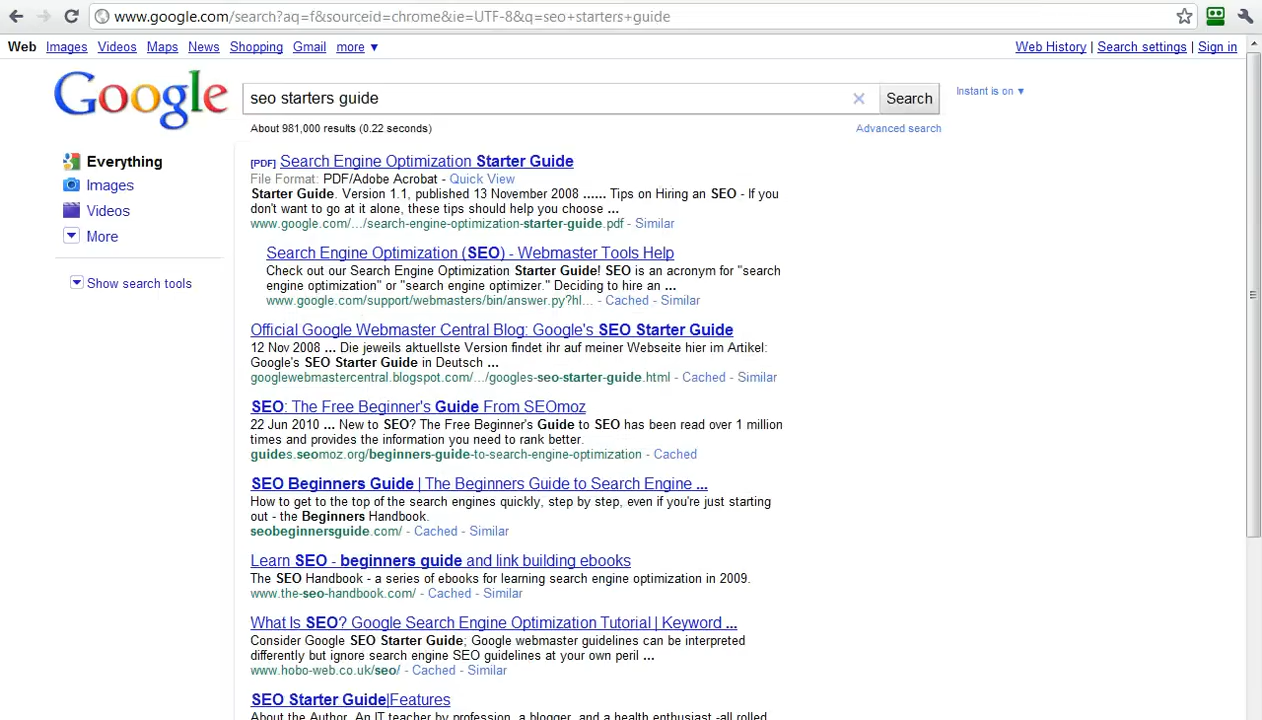 www.google.com/search?aq=f&sourceid=chrome&ie=UTF-8&q=seo+starters+guide
Web Images Videos Maps News Shopping Gmail more ▼ Web History | Search settings | Sign in
Google
seo starters guide
Search
Instant is on ▼
About 981,000 results (0.22 seconds)
Advanced search
Everything
Images
Videos
More
Show search tools
[PDF] Search Engine Optimization Starter Guide
File Format: PDF/Adobe Acrobat - Quick View
Starter Guide. Version 1.1, published 13 November 2008 ...... Tips on Hiring an SEO - If you
don't want to go at it alone, these tips should help you choose ...
www.google.com/.../search-engine-optimization-starter-guide.pdf - Similar
Search Engine Optimization (SEO) - Webmaster Tools Help
Check out our Search Engine Optimization Starter Guide! SEO is an acronym for "search
engine optimization" or "search engine optimizer." Deciding to hire an ...
www.google.com/support/webmasters/bin/answer.py?hl... - Cached - Similar
Official Google Webmaster Central Blog: Google's SEO Starter Guide
12 Nov 2008 ... Die jeweils aktuellste Version findet ihr auf meiner Webseite hier im Artikel:
Google's SEO Starter Guide in Deutsch ...
googlewebmastercentral.blogspot.com/.../googles-seo-starter-guide.html - Cached - Similar
SEO: The Free Beginner's Guide From SEOmoz
22 Jun 2010 ... New to SEO? The Free Beginner's Guide to SEO has been read over 1 million
times and provides the information you need to rank better.
guides.seomoz.org/beginners-guide-to-search-engine-optimization - Cached
SEO Beginners Guide | The Beginners Guide to Search Engine ...
How to get to the top of the search engines quickly, step by step, even if you're just starting
out - the Beginners Handbook.
seobeginnersguide.com/ - Cached - Similar
Learn SEO - beginners guide and link building ebooks
The SEO Handbook - a series of ebooks for learning search engine optimization in 2009.
www.the-seo-handbook.com/ - Cached - Similar
What Is SEO? Google Search Engine Optimization Tutorial | Keyword ...
Consider Google SEO Starter Guide; Google webmaster guidelines can be interpreted
differently but ignore search engine SEO guidelines at your own peril ...
www.hobo-web.co.uk/seo/ - Cached - Similar
SEO Starter Guide|Features
About the Author. An IT teacher by profession, a blogger, and a health enthusiast -all rolled